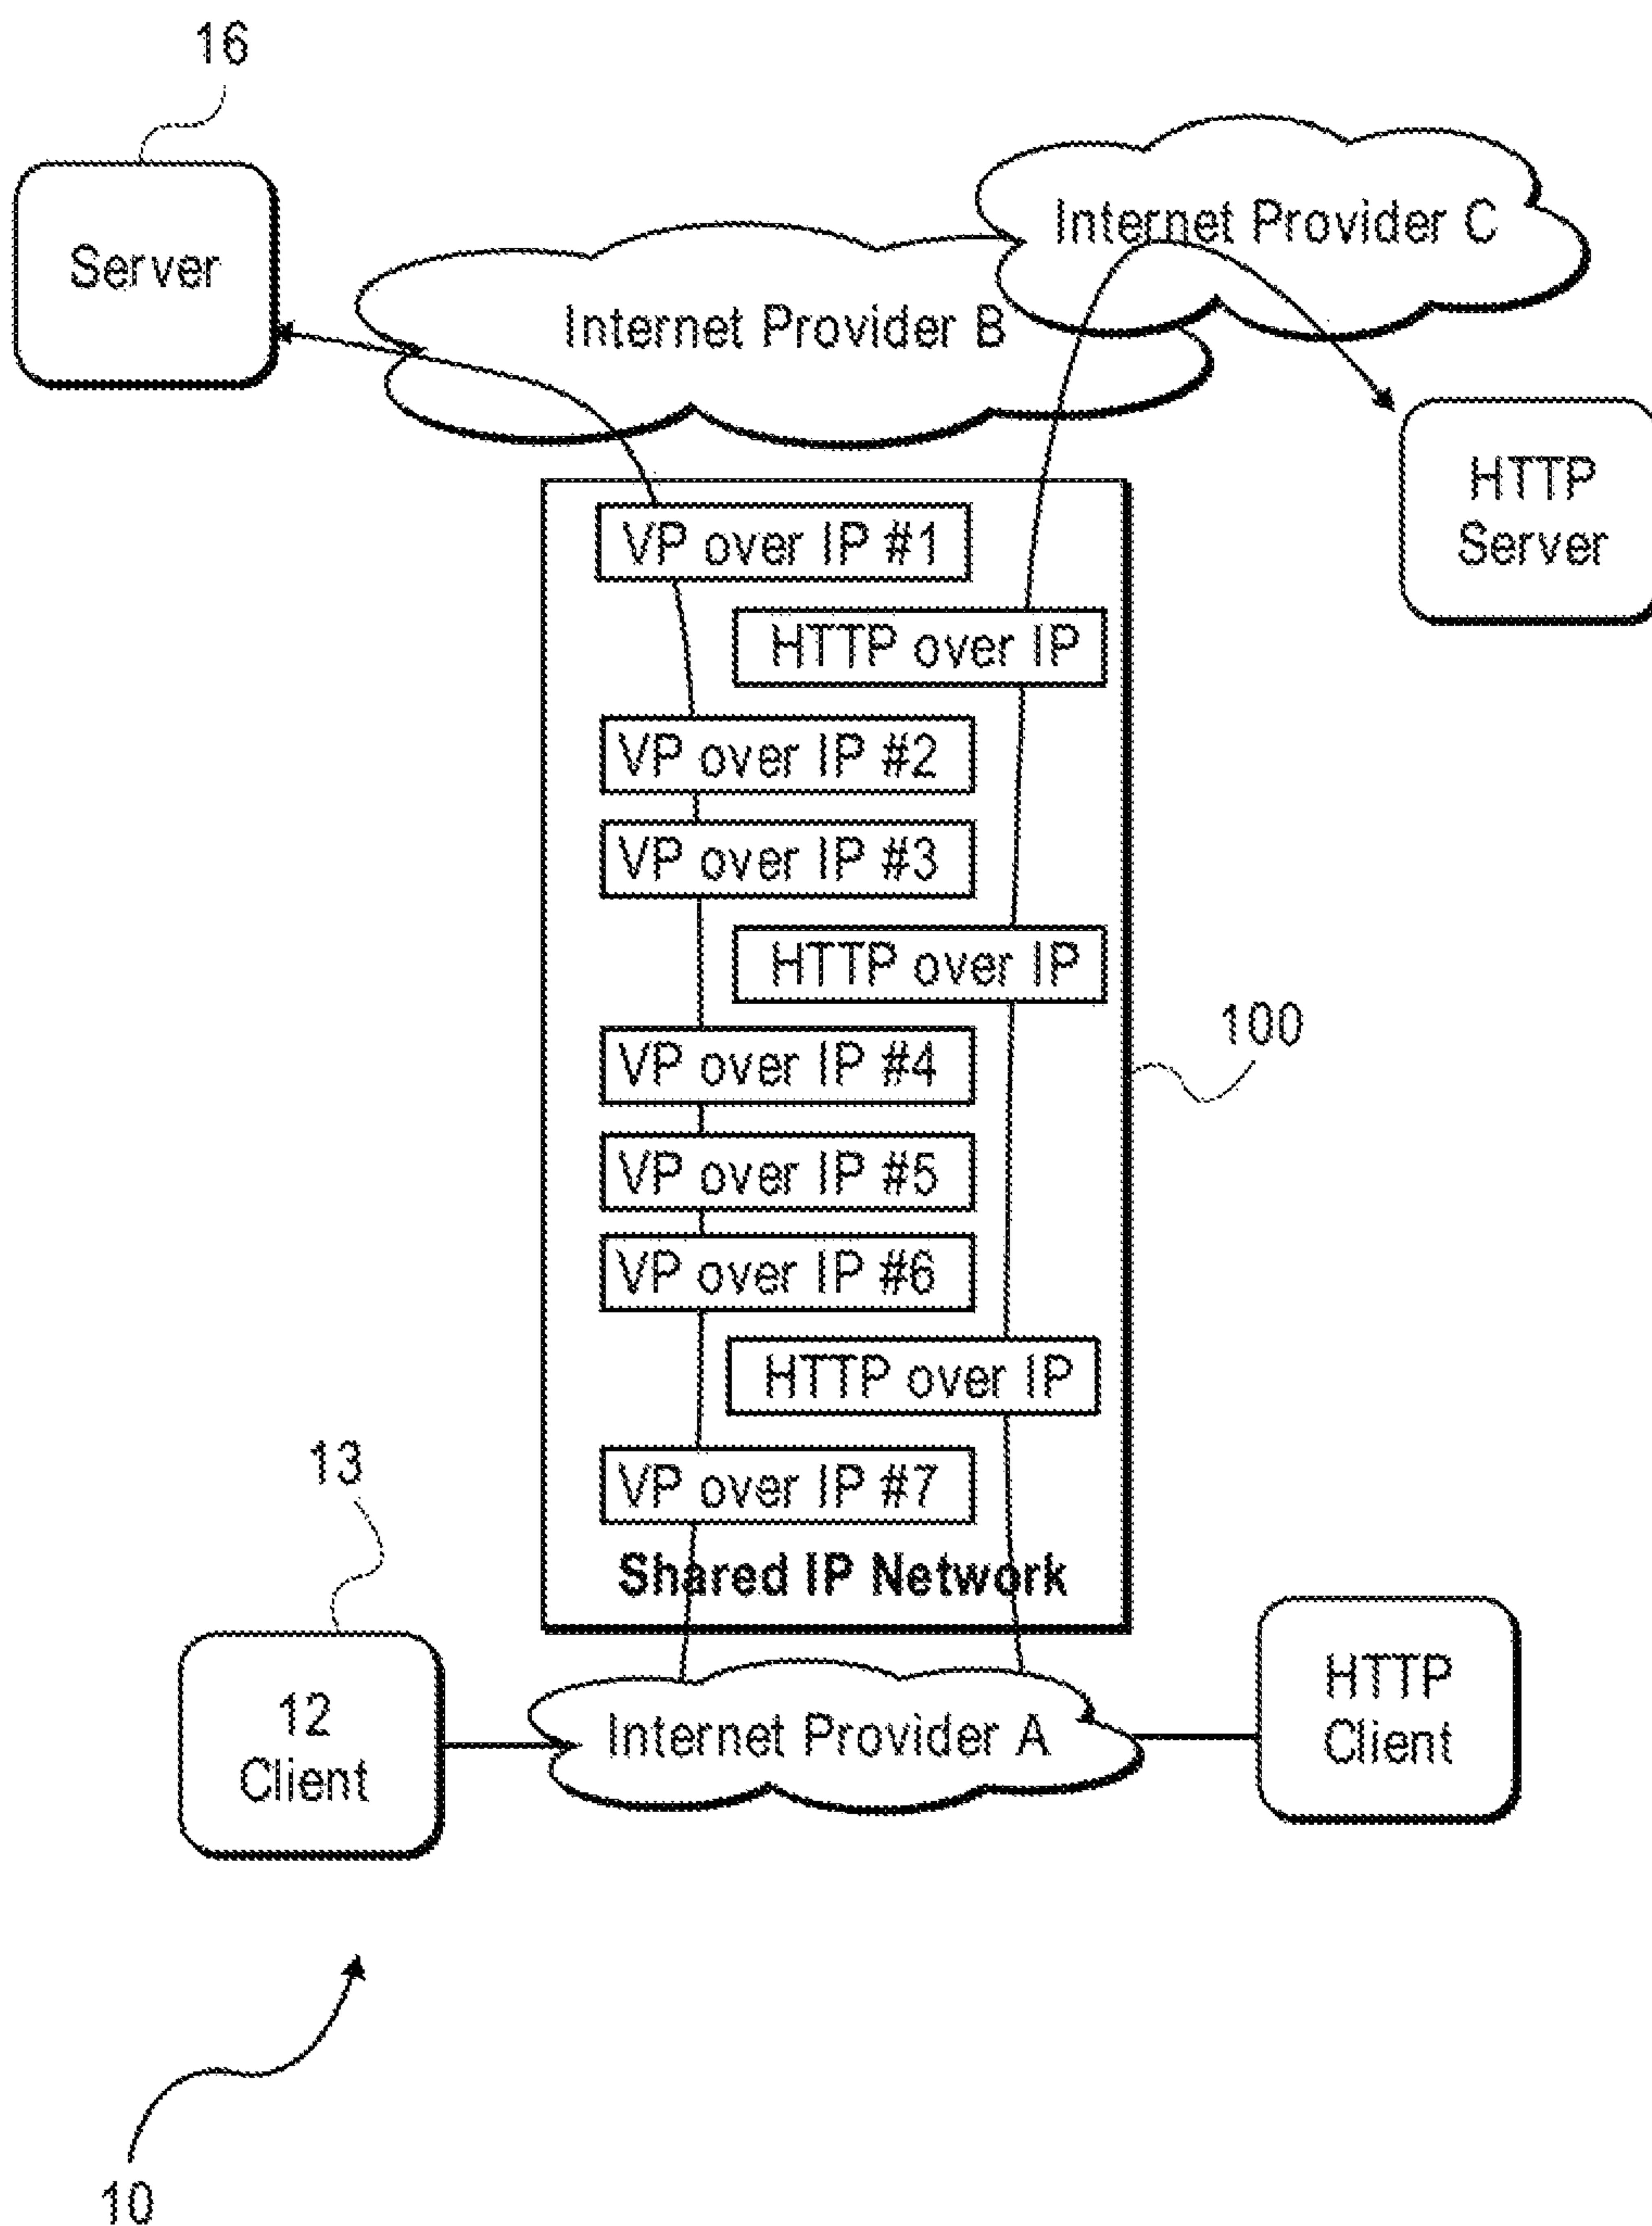 16
Server
Internet Provider C
Internet Provider B
HTTP
Server
VP over IP #1
HTTP over IP
VP over IP #2
VP over IP #3
HTTP over IP
100
VP over IP #4
VP over IP #5
VP over IP #6
HTTP over IP
13
VP over IP #7
Shared IP Network
12
Client
Internet Provider A
HTTP
Client
10